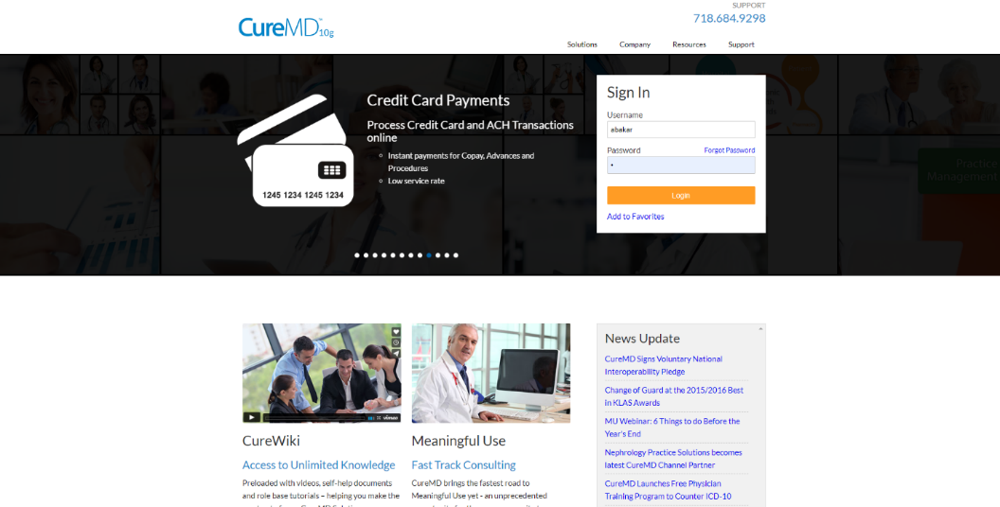 SUPPORT
718.684.9298
CureMD™10g
Solutions Company Resources Support
Credit Card Payments
Process Credit Card and ACH Transactions
online
Instant payments for Copay, Advances and
Procedures
Low service rate
1245 1234 1245 1234
Sign In
Username
abakar
Password Forgot Password
Login
Add to Favorites
Practice
Management
CureWiki
Access to Unlimited Knowledge
Preloaded with videos, self-help documents
and role base tutorials – helping you make the
Meaningful Use
Fast Track Consulting
CureMD brings the fastest road to
Meaningful Use yet - an unprecedented
vimeo
News Update
CureMD Signs Voluntary National
Interoperability Pledge
Change of Guard at the 2015/2016 Best
in KLAS Awards
MU Webinar: 6 Things to do Before the
Year's End
Nephrology Practice Solutions becomes
latest CureMD Channel Partner
CureMD Launches Free Physician
Training Program to Counter ICD-10